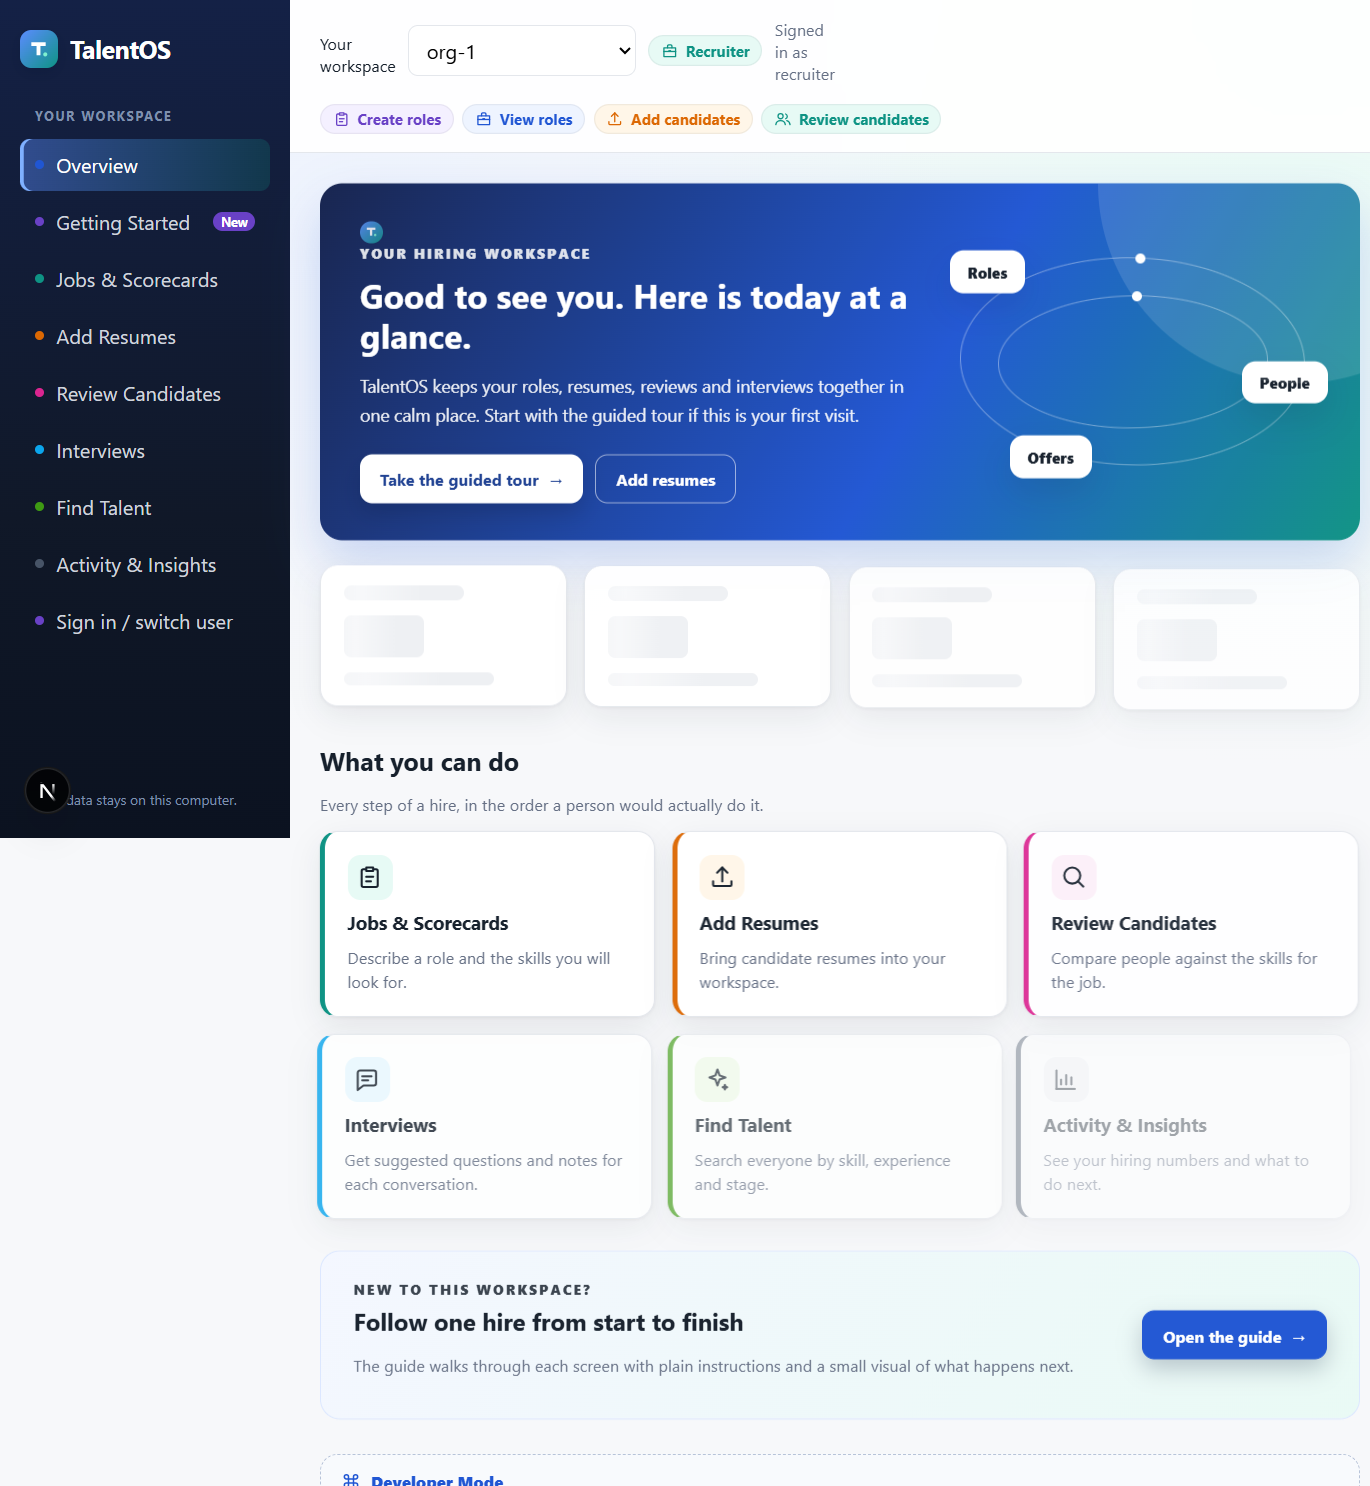 T.
TalentOS
YOUR WORKSPACE
Overview
Getting Started
New
Jobs & Scorecards
Add Resumes
Review Candidates
Interviews
Find Talent
Activity & Insights
Sign in / switch user
N
data stays on this computer.
Your
workspace
org-1
Recruiter
Signed
in as
recruiter
Create roles
View roles
Add candidates
Review candidates
T.
YOUR HIRING WORKSPACE
Good to see you. Here is today at a
glance.
TalentOS keeps your roles, resumes, reviews and interviews together in
one calm place. Start with the guided tour if this is your first visit.
Take the guided tour →
Add resumes
Roles
People
Offers
What you can do
Every step of a hire, in the order a person would actually do it.
Jobs & Scorecards
Describe a role and the skills you will
look for.
Add Resumes
Bring candidate resumes into your
workspace.
Review Candidates
Compare people against the skills for
the job.
Interviews
Get suggested questions and notes for
each conversation.
Find Talent
Search everyone by skill, experience
and stage.
Activity & Insights
See your hiring numbers and what to
do next.
NEW TO THIS WORKSPACE?
Follow one hire from start to finish
The guide walks through each screen with plain instructions and a small visual of what happens next.
Open the guide →
Developer Mode